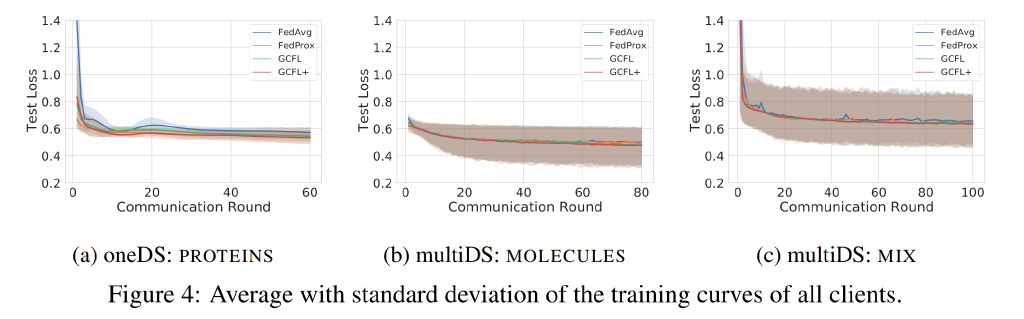 1.4
1.2
1.0
0.8
0.6
0.4
0.2
Test Loss
0 20 40 60
Communication Round
FedAvg
FedProx
GCFL
GCFL+
1.4
1.2
1.0
0.8
0.6
0.4
0.2
Test Loss
0 20 40 60 80
Communication Round
FedAvg
FedProx
GCFL
GCFL+
1.4
1.2
1.0
0.8
0.6
0.4
0.2
Test Loss
0 20 40 60 80 100
Communication Round
FedAvg
FedProx
GCFL
GCFL+
(a) oneDS: PROTEINS
(b) multiDS: MOLECULES
(c) multiDS: MIX
Figure 4: Average with standard deviation of the training curves of all clients.